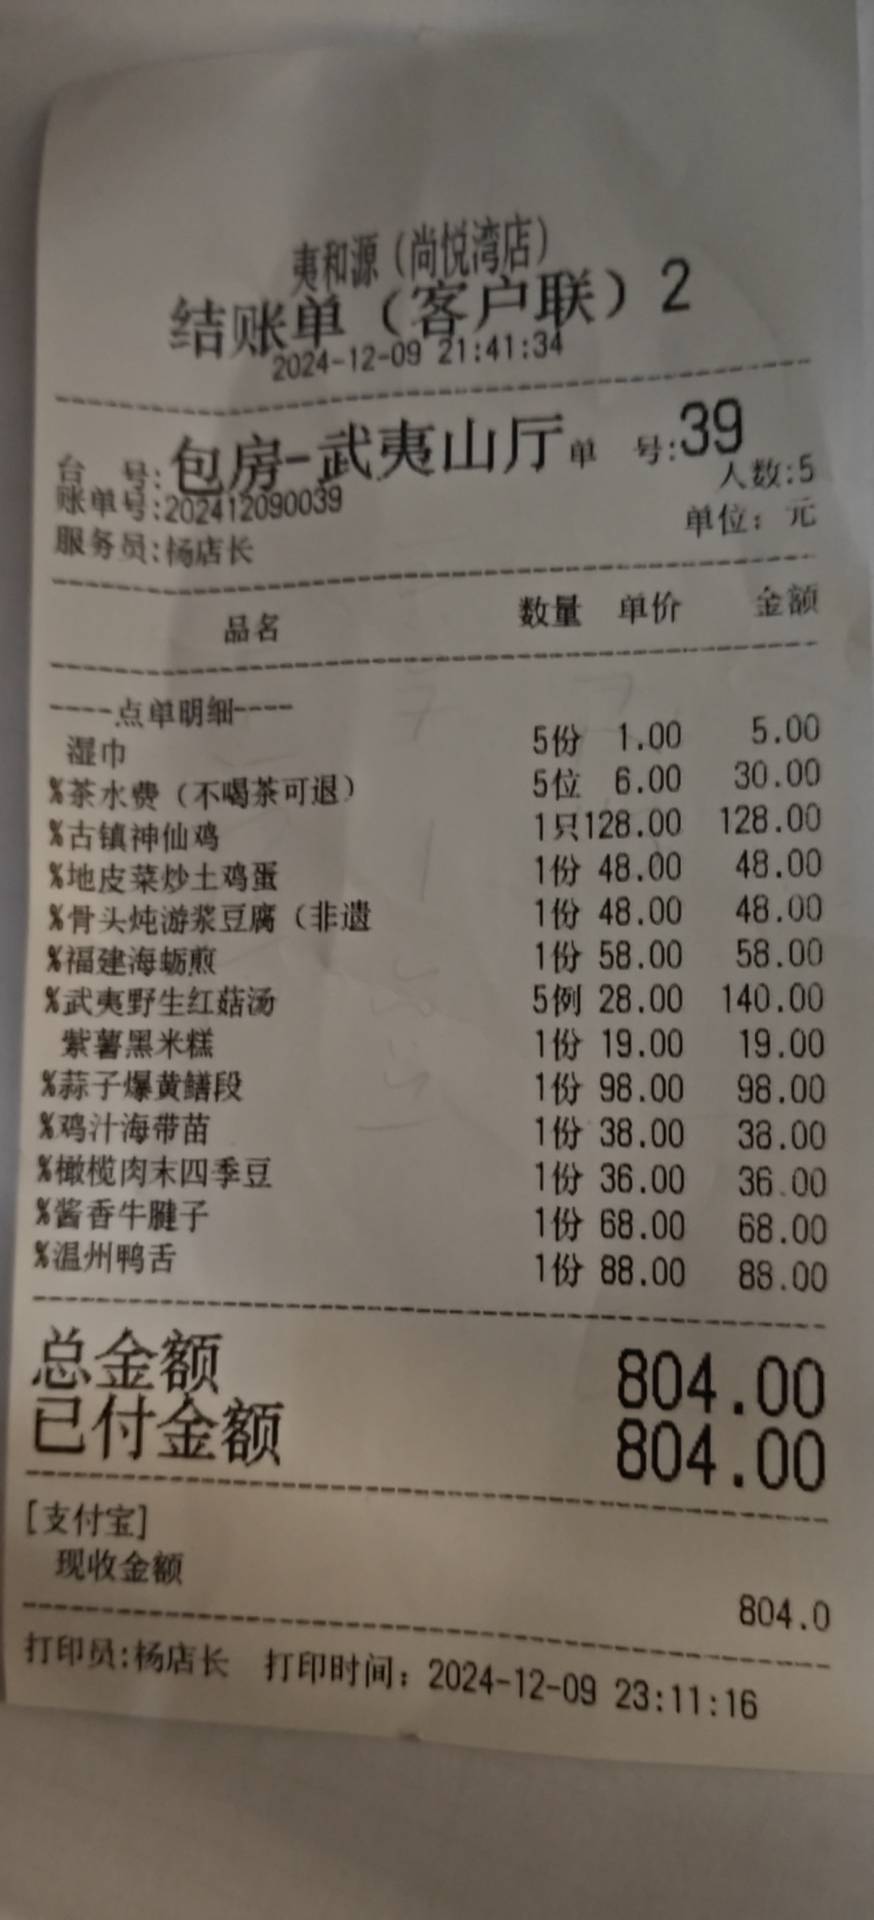 夷和源（尚悦湾店）
结账单（客户联）2
2024-12-09 21:41:34
台 号:包房-武夷山厅 单 号:39
账单号:202412090039 人数:5
服务员:杨店长 单位：元
品名 数量 单价 金额
----点单明细----
湿巾 5份 1.00 5.00
%茶水费（不喝茶可退） 5位 6.00 30.00
%古镇神仙鸡 1只128.00 128.00
%地皮菜炒土鸡蛋 1份 48.00 48.00
%骨头炖游浆豆腐（非遗 1份 48.00 48.00
%福建海蛎煎 1份 58.00 58.00
%武夷野生红菇汤 5例 28.00 140.00
紫薯黑米糕 1份 19.00 19.00
%蒜子爆黄鳝段 1份 98.00 98.00
%鸡汁海带苗 1份 38.00 38.00
%橄榄肉末四季豆 1份 36.00 36.00
%酱香牛腱子 1份 68.00 68.00
%温州鸭舌 1份 88.00 88.00
总金额 804.00
已付金额 804.00
[支付宝]
现收金额 804.0
打印员:杨店长 打印时间：2024-12-09 23:11:16